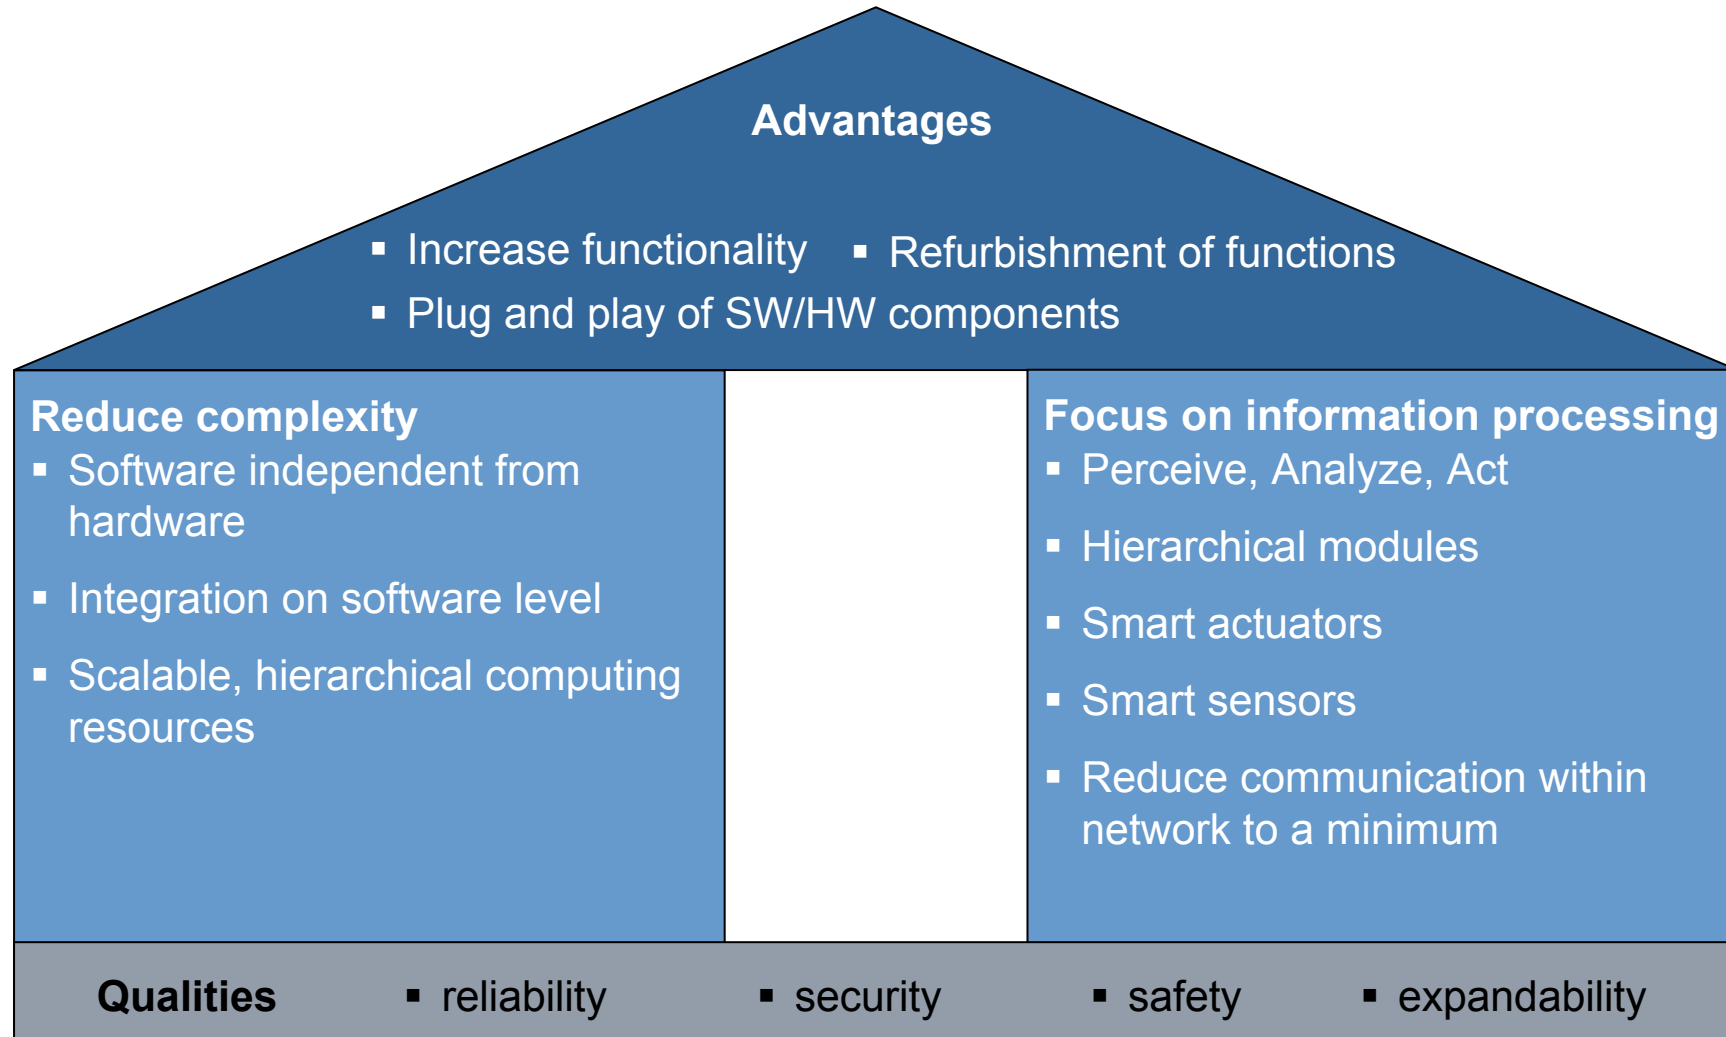 Advantages
▪ Increase functionality ▪ Refurbishment of functions
▪ Plug and play of SW/HW components
Reduce complexity
▪ Software independent from
hardware
▪ Integration on software level
▪ Scalable, hierarchical computing
resources
Focus on information processing
▪ Perceive, Analyze, Act
▪ Hierarchical modules
▪ Smart actuators
▪ Smart sensors
▪ Reduce communication within
network to a minimum
Qualities ▪ reliability ▪ security ▪ safety ▪ expandability